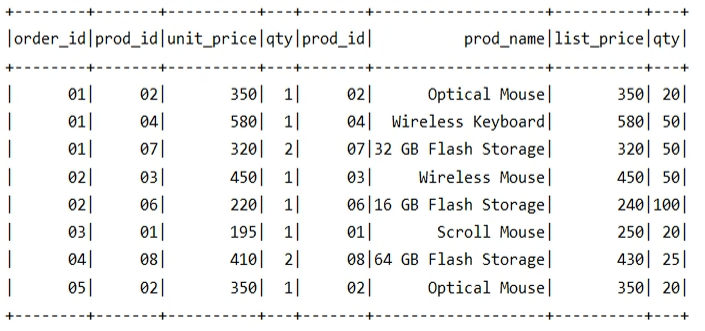 +--------+-------+----------+---+-------+--------------------+----------+---+
|order_id|prod_id|unit_price|qty|prod_id|           prod_name|list_price|qty|
+--------+-------+----------+---+-------+--------------------+----------+---+
|      01|     02|       350|  1|     02|       Optical Mouse|       350| 20|
|      01|     04|       580|  1|     04|   Wireless Keyboard|       580| 50|
|      01|     07|       320|  2|     07| 32 GB Flash Storage|       320| 50|
|      02|     03|       450|  1|     03|      Wireless Mouse|       450| 50|
|      02|     06|       220|  1|     06| 16 GB Flash Storage|       240|100|
|      03|     01|       195|  1|     01|        Scroll Mouse|       250| 20|
|      04|     08|       410|  2|     08| 64 GB Flash Storage|       430| 25|
|      05|     02|       350|  1|     02|       Optical Mouse|       350| 20|
+--------+-------+----------+---+-------+--------------------+----------+---+